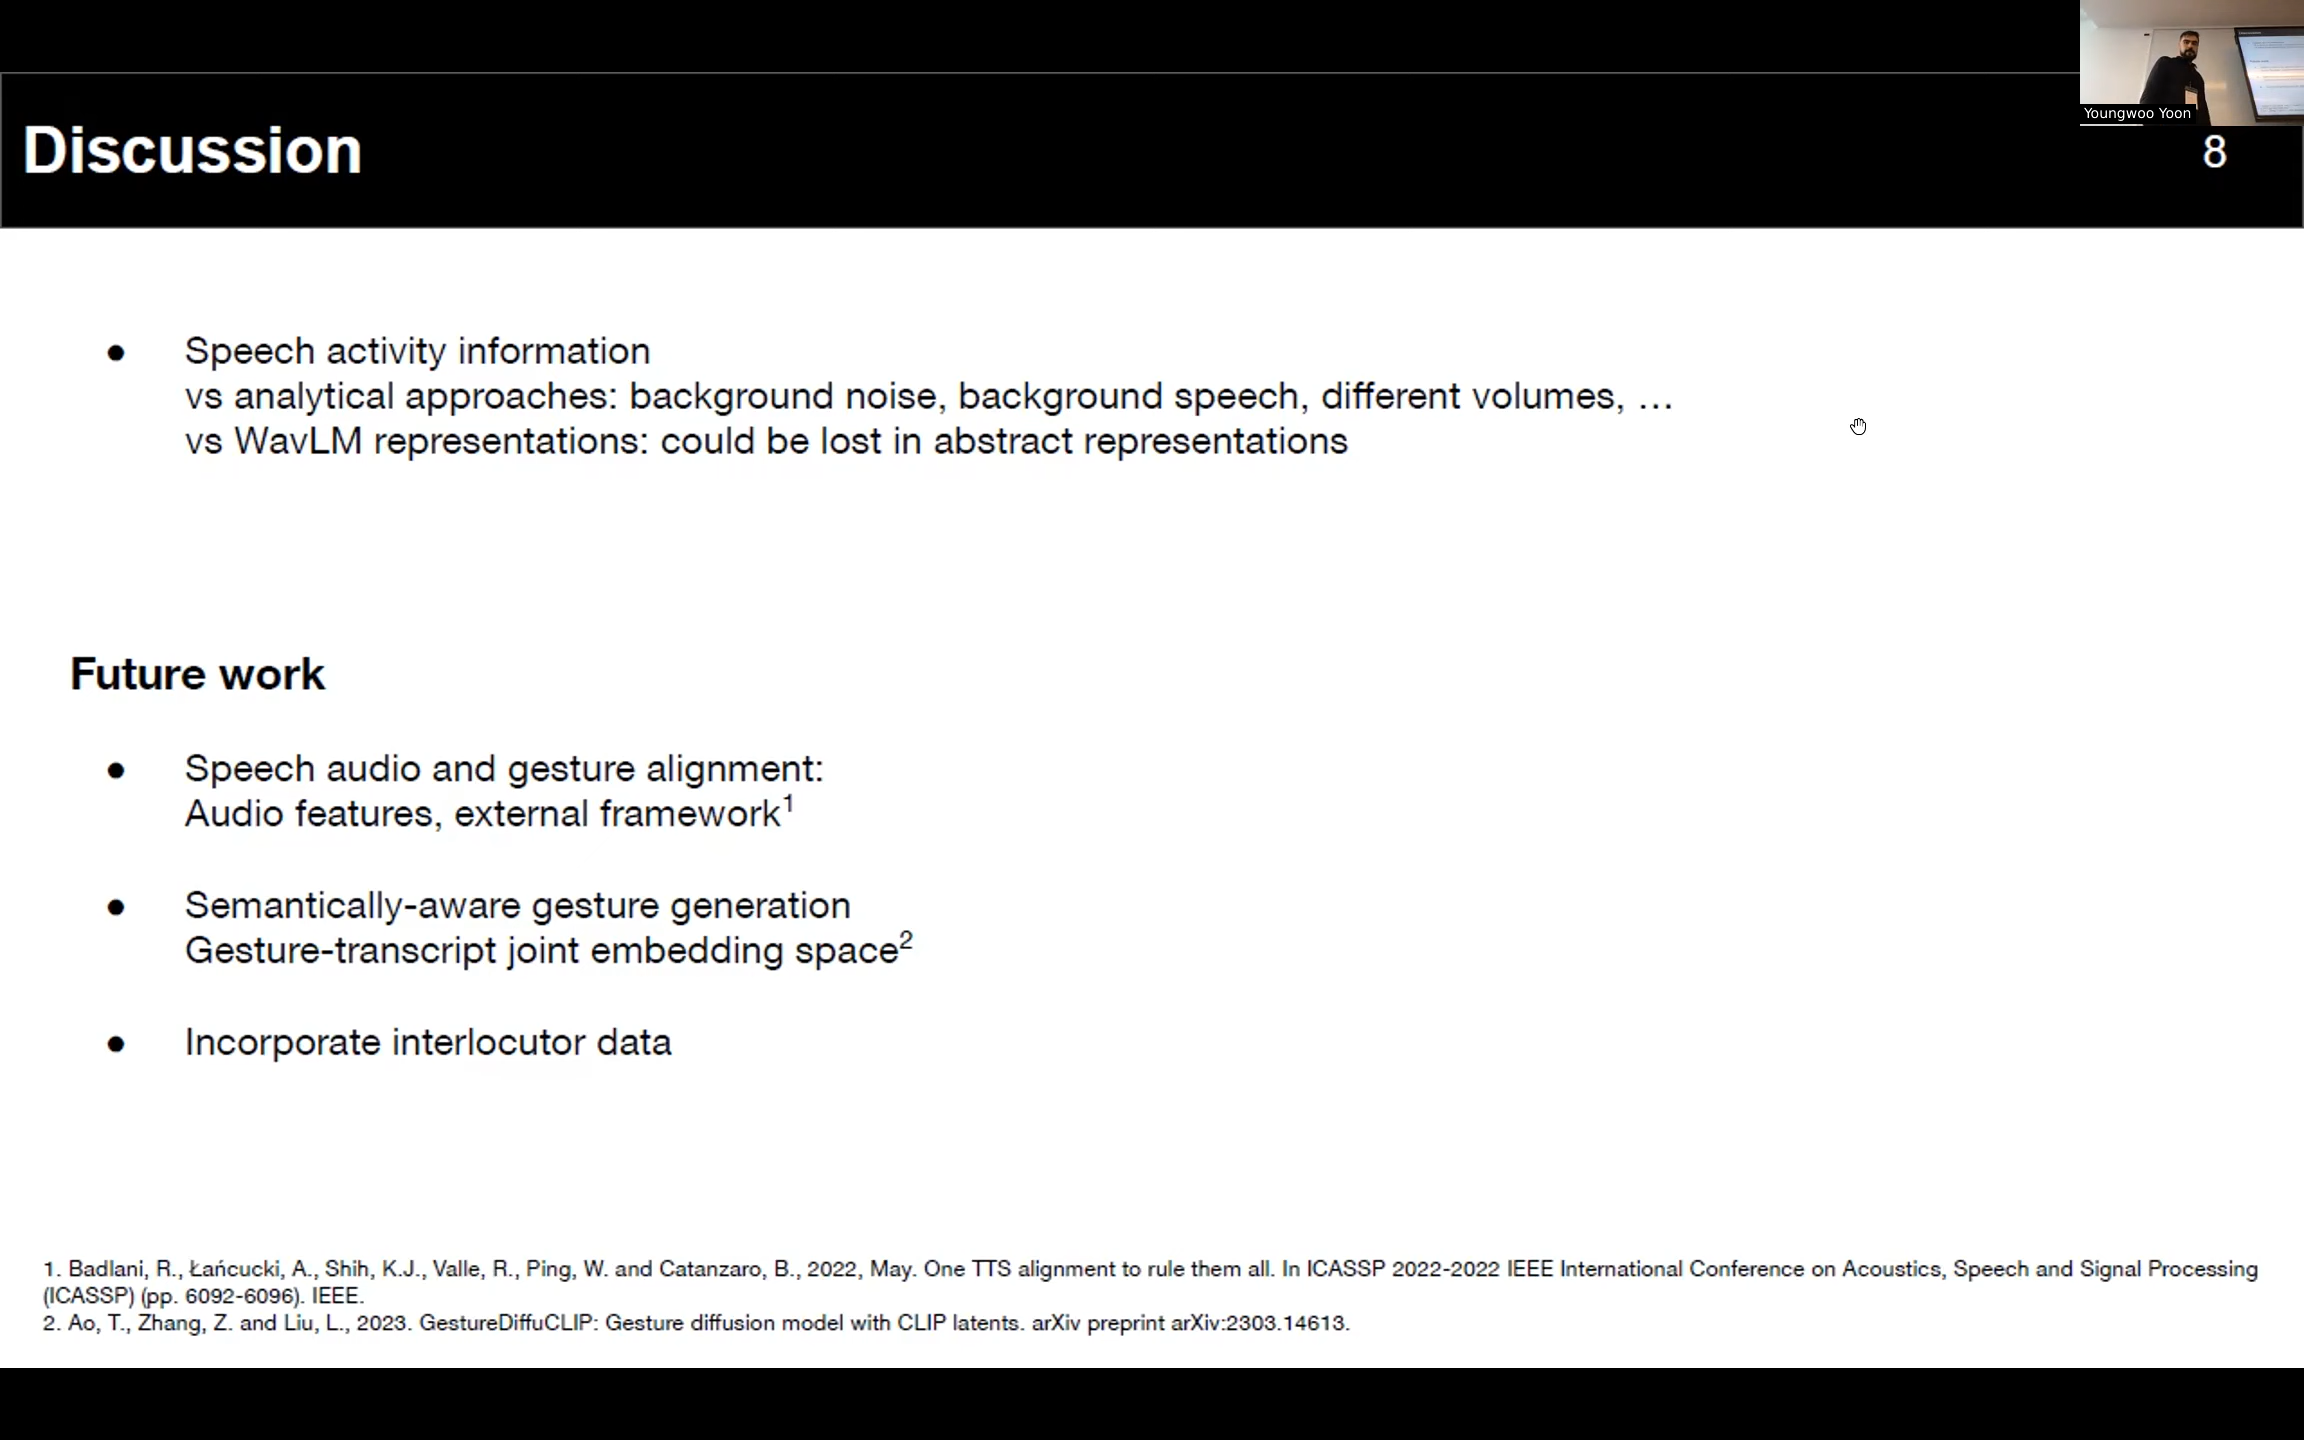 Youngwoo Yoon
Discussion
8
● Speech activity information
vs analytical approaches: background noise, background speech, different volumes, …
vs WavLM representations: could be lost in abstract representations
Future work
● Speech audio and gesture alignment:
Audio features, external framework¹
● Semantically-aware gesture generation
Gesture-transcript joint embedding space²
● Incorporate interlocutor data
1. Badlani, R., Łańcucki, A., Shih, K.J., Valle, R., Ping, W. and Catanzaro, B., 2022, May. One TTS alignment to rule them all. In ICASSP 2022-2022 IEEE International Conference on Acoustics, Speech and Signal Processing
(ICASSP) (pp. 6092-6096). IEEE.
2. Ao, T., Zhang, Z. and Liu, L., 2023. GestureDiffuCLIP: Gesture diffusion model with CLIP latents. arXiv preprint arXiv:2303.14613.